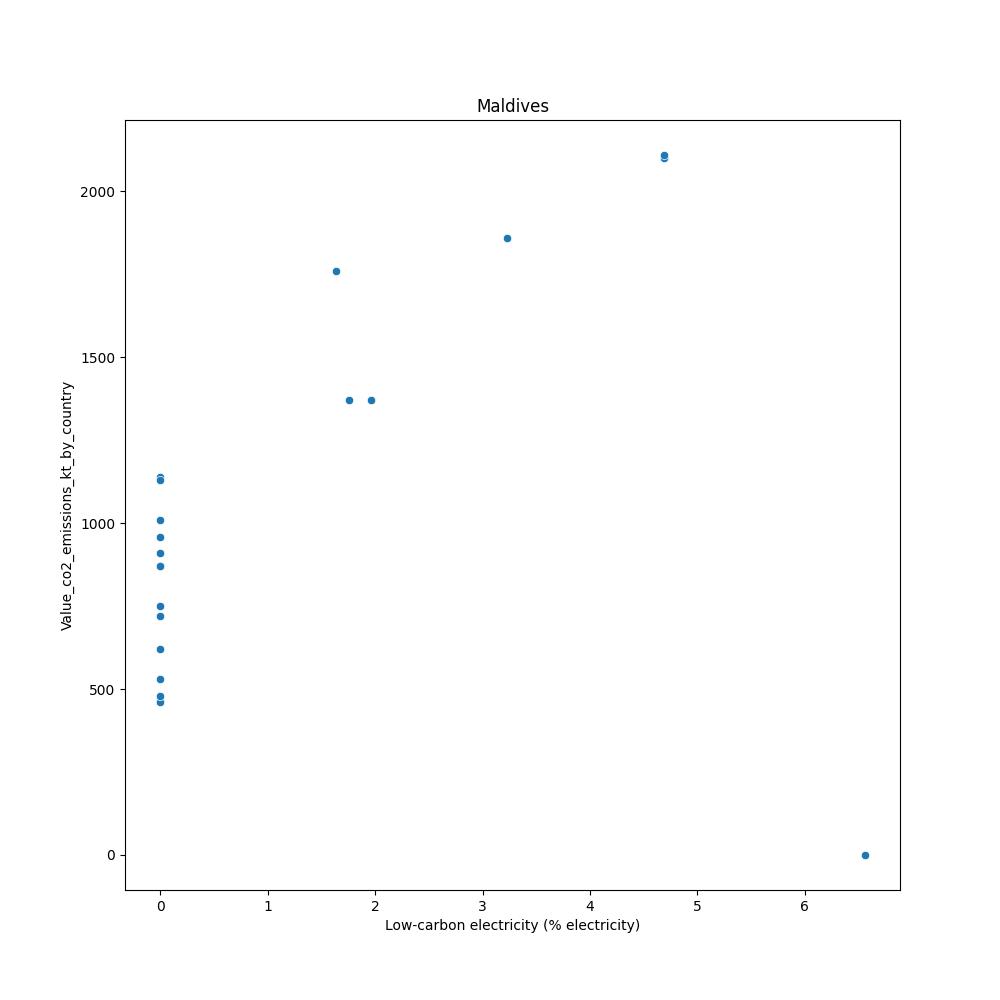 Maldives
2000
1500
1000
500
0
Value_co2_emissions_kt_by_country
0 1 2 3 4 5 6
Low-carbon electricity (% electricity)